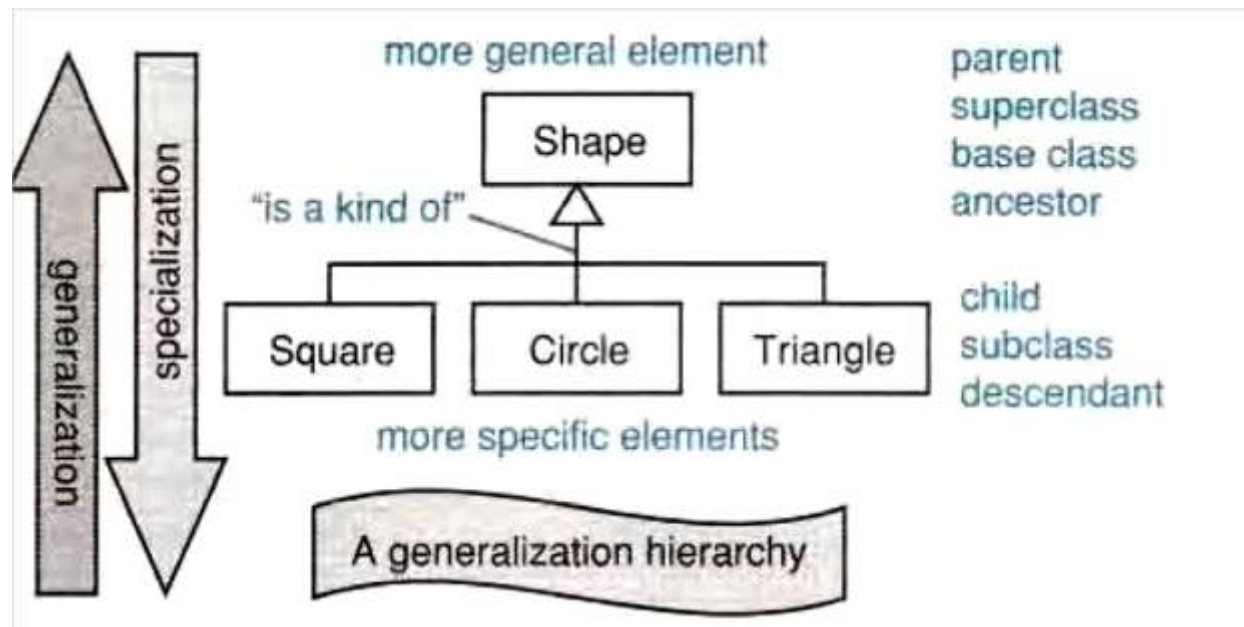 more general element
Shape
"is a kind of"
Square
Circle
Triangle
more specific elements
A generalization hierarchy
generalization
specialization
parent
superclass
base class
ancestor
child
subclass
descendant